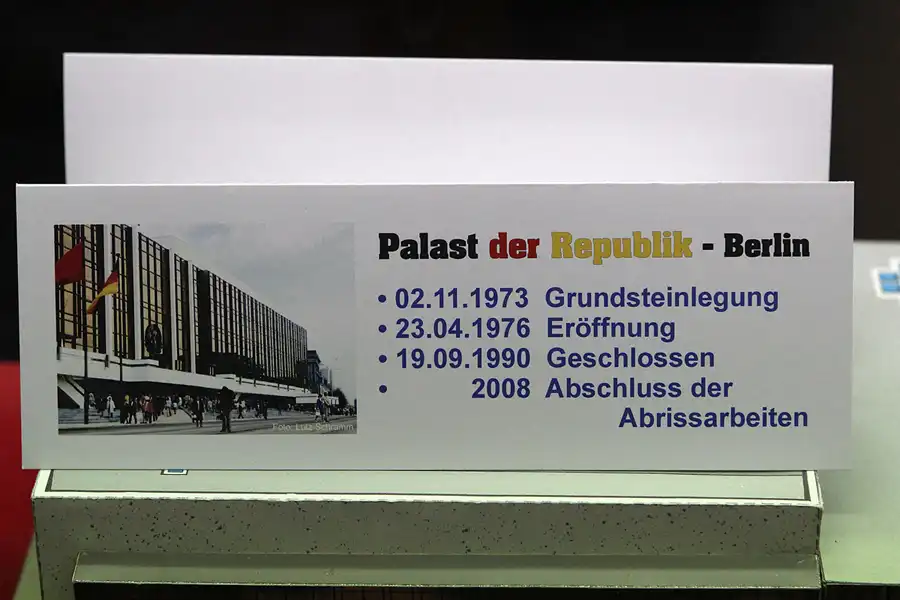 Palast der Republik - Berlin
• 02.11.1973 Grundsteinlegung
• 23.04.1976 Eröffnung
• 19.09.1990 Geschlossen
• 2008 Abschluss der
Abrissarbeiten
Foto: Lutz Schramm